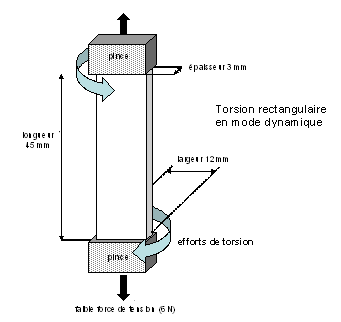 pince
épaisseur 3 mm
Torsion rectangulaire
en mode dynamique
longueur
45 mm
largeur 12 mm
efforts de torsion
pince
faible force de tension (5 N)